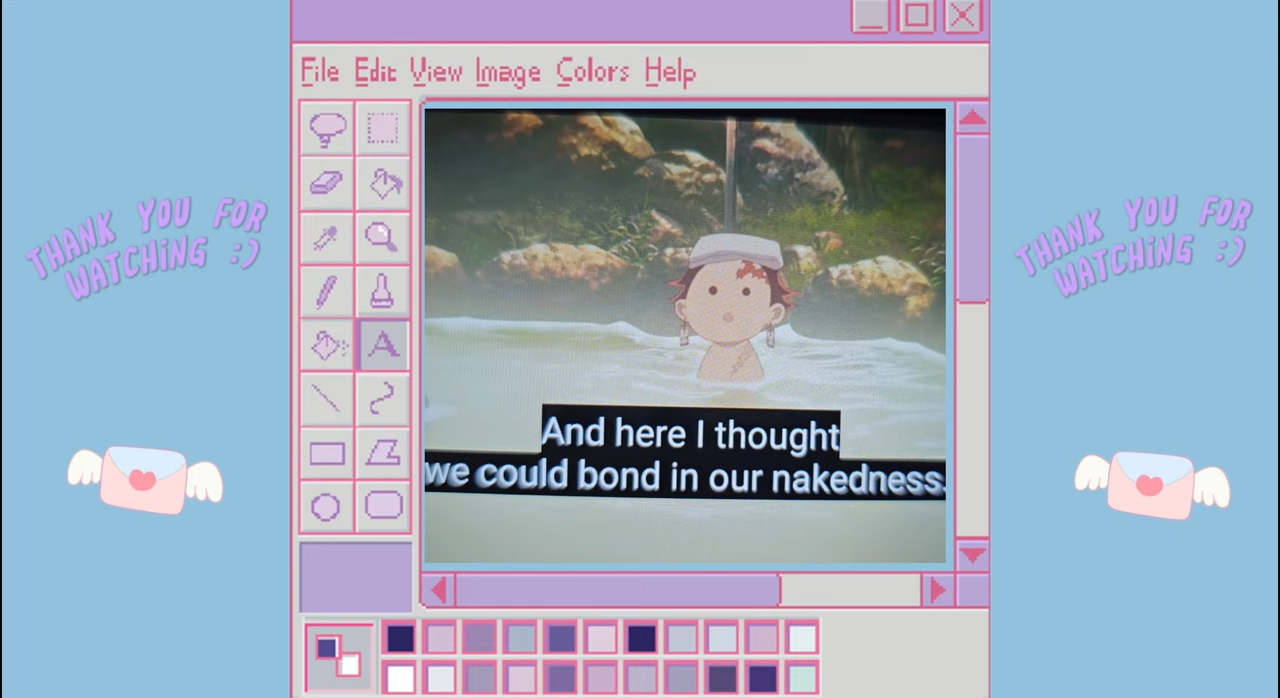 File Edit View Image Colors Help
THANK YOU FOR
WATCHING :)
A
And here I thought
we could bond in our nakedness.
THANK YOU FOR
WATCHING :)